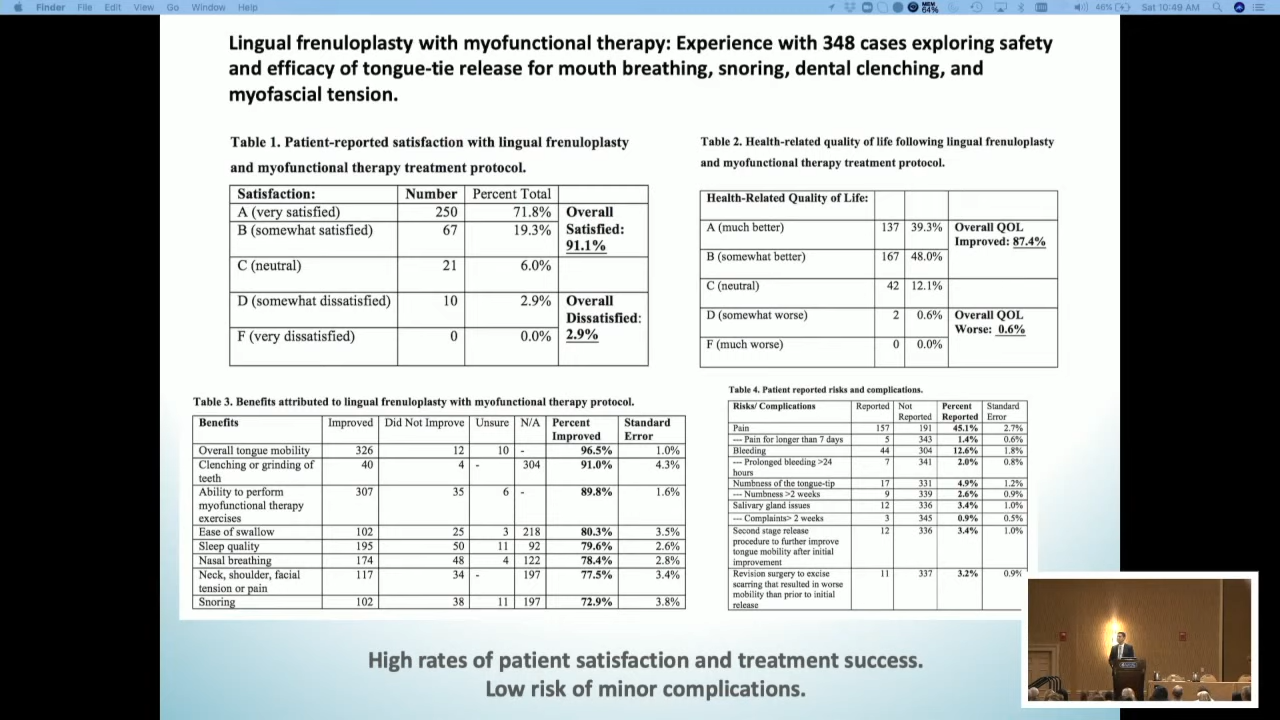 Finder File Edit View Go Window Help
MEM 64% 46% Sat 10:49 AM
Lingual frenuloplasty with myofunctional therapy: Experience with 348 cases exploring safety
and efficacy of tongue-tie release for mouth breathing, snoring, dental clenching, and
myofascial tension.
Table 1. Patient-reported satisfaction with lingual frenuloplasty
and myofunctional therapy treatment protocol.
Satisfaction: Number Percent Total
A (very satisfied) 250 71.8% Overall
B (somewhat satisfied) 67 19.3% Satisfied:
91.1%
C (neutral) 21 6.0%
D (somewhat dissatisfied) 10 2.9% Overall
Dissatisfied:
F (very dissatisfied) 0 0.0% 2.9%
Table 2. Health-related quality of life following lingual frenuloplasty
and myofunctional therapy treatment protocol.
Health-Related Quality of Life:
A (much better) 137 39.3% Overall QOL
Improved: 87.4%
B (somewhat better) 167 48.0%
C (neutral) 42 12.1%
D (somewhat worse) 2 0.6% Overall QOL
Worse: 0.6%
F (much worse) 0 0.0%
Table 3. Benefits attributed to lingual frenuloplasty with myofunctional therapy protocol.
Benefits Improved Did Not Improve Unsure N/A Percent Standard
Improved Error
Overall tongue mobility 326 12 10 - 96.5% 1.0%
Clenching or grinding of 40 4 - 304 91.0% 4.3%
teeth
Ability to perform 307 35 6 - 89.8% 1.6%
myofunctional therapy
exercises
Ease of swallow 102 25 3 218 80.3% 3.5%
Sleep quality 195 50 11 92 79.6% 2.6%
Nasal breathing 174 48 4 122 78.4% 2.8%
Neck, shoulder, facial 117 34 - 197 77.5% 3.4%
tension or pain
Snoring 102 38 11 197 72.9% 3.8%
Table 4. Patient reported risks and complications.
Risks/ Complications Reported Not Percent Standard
Reported Reported Error
Pain 157 191 45.1% 2.7%
--- Pain for longer than 7 days 5 343 1.4% 0.6%
Bleeding 44 304 12.6% 1.8%
--- Prolonged bleeding >24 7 341 2.0% 0.8%
hours
Numbness of the tongue-tip 17 331 4.9% 1.2%
--- Numbness >2 weeks 9 339 2.6% 0.9%
Salivary gland issues 12 336 3.4% 1.0%
--- Complaints> 2 weeks 3 345 0.9% 0.5%
Second stage release 12 336 3.4% 1.0%
procedure to further improve
tongue mobility after initial
improvement
Revision surgery to excise 11 337 3.2% 0.9%
scarring that resulted in worse
mobility than prior to initial
release
High rates of patient satisfaction and treatment success.
Low risk of minor complications.